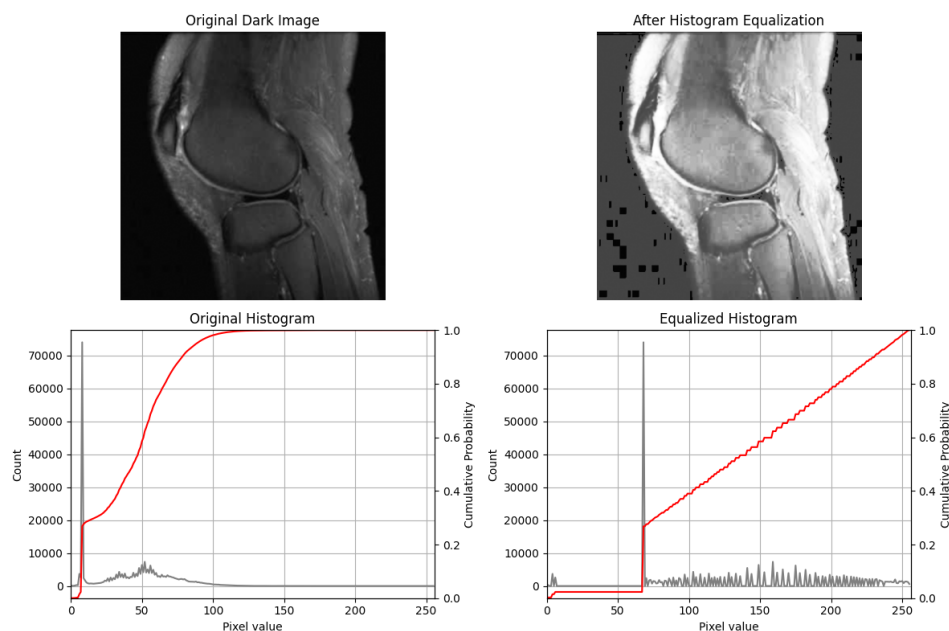 Original Dark Image
After Histogram Equalization
Original Histogram
70000
60000
50000
40000
30000
20000
10000
0
Count
1.0
0.8
0.6
0.4
0.2
0.0
Cumulative Probability
0 50 100 150 200 250
Pixel value
Equalized Histogram
70000
60000
50000
40000
30000
20000
10000
0
Count
1.0
0.8
0.6
0.4
0.2
0.0
Cumulative Probability
0 50 100 150 200 250
Pixel value